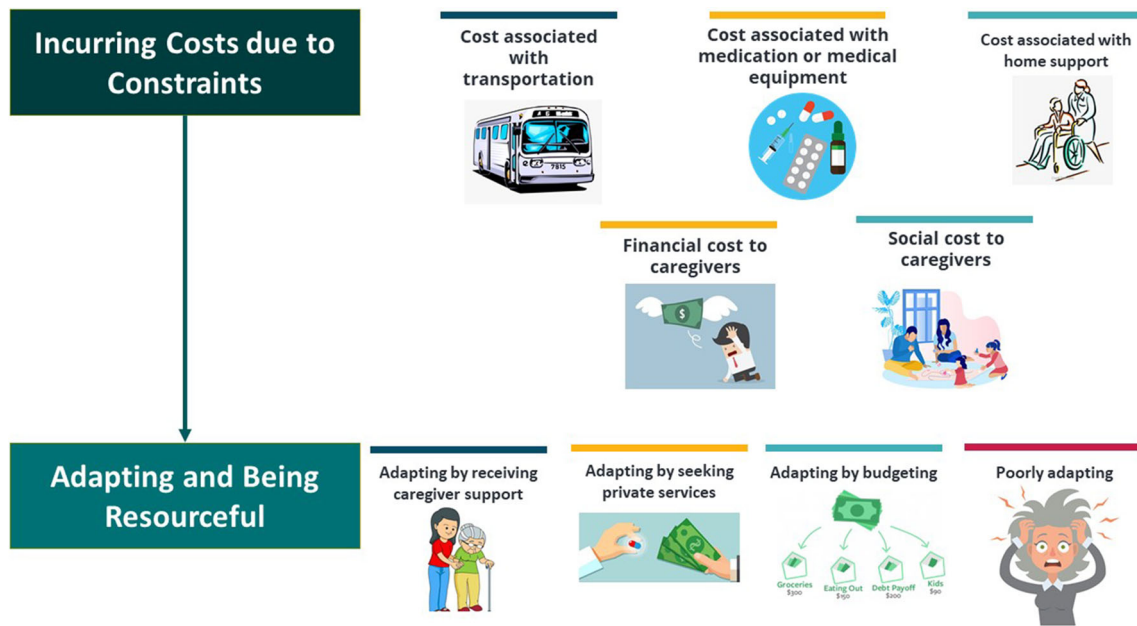 Incurring Costs due to
Constraints
Cost associated
with
transportation
7815
Cost associated with
medication or medical
equipment
Cost associated with
home support
Financial cost to
caregivers
$
Social cost to
caregivers
Adapting and Being
Resourceful
Adapting by receiving
caregiver support
Adapting by seeking
private services
Adapting by budgeting
Groceries
$300
Eating Out
$150
Debt Payoff
$200
Kids
$90
Poorly adapting